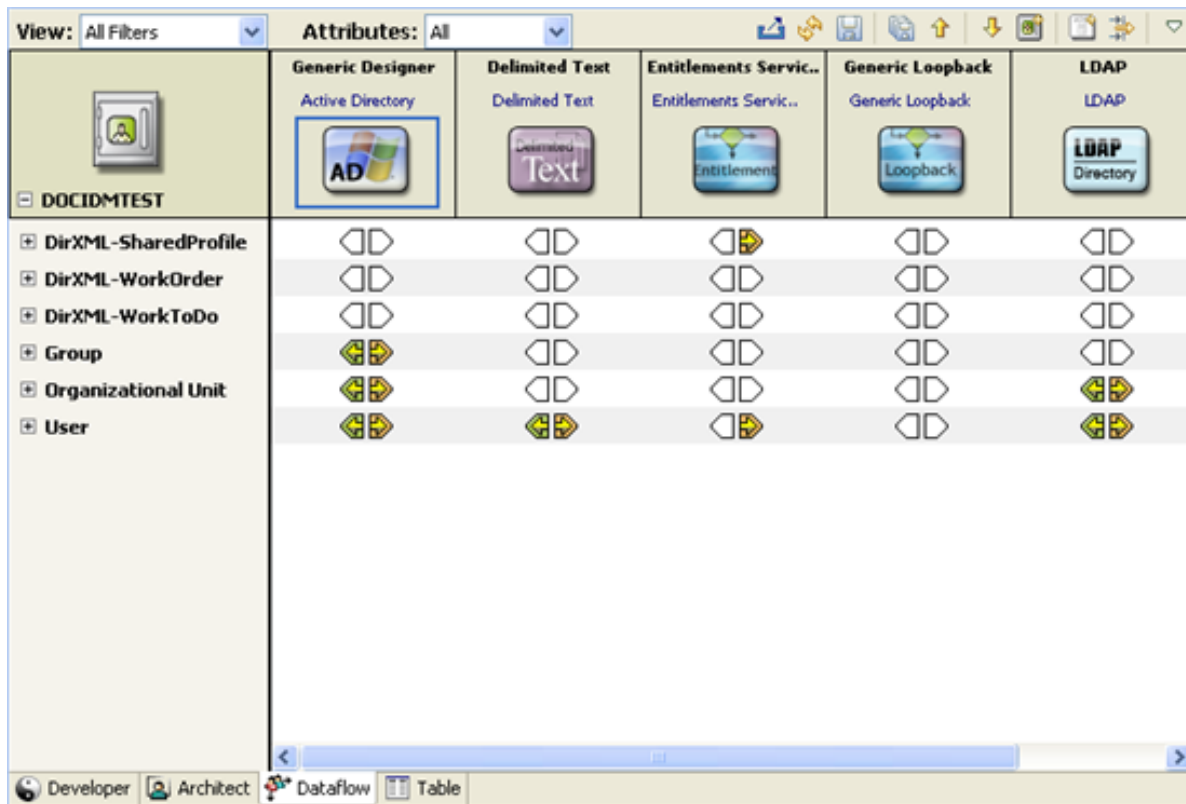 View: All Filters Attributes: All
Generic Designer Delimited Text Entitlements Servic.. Generic Loopback LDAP
Active Directory Delimited Text Entitlements Servic.. Generic Loopback LDAP
AD Delimited Text Entitlement Loopback LDAP Directory
DOCIDMTEST
DirXML-SharedProfile
DirXML-WorkOrder
DirXML-WorkToDo
Group
Organizational Unit
User
Developer Architect Dataflow Table